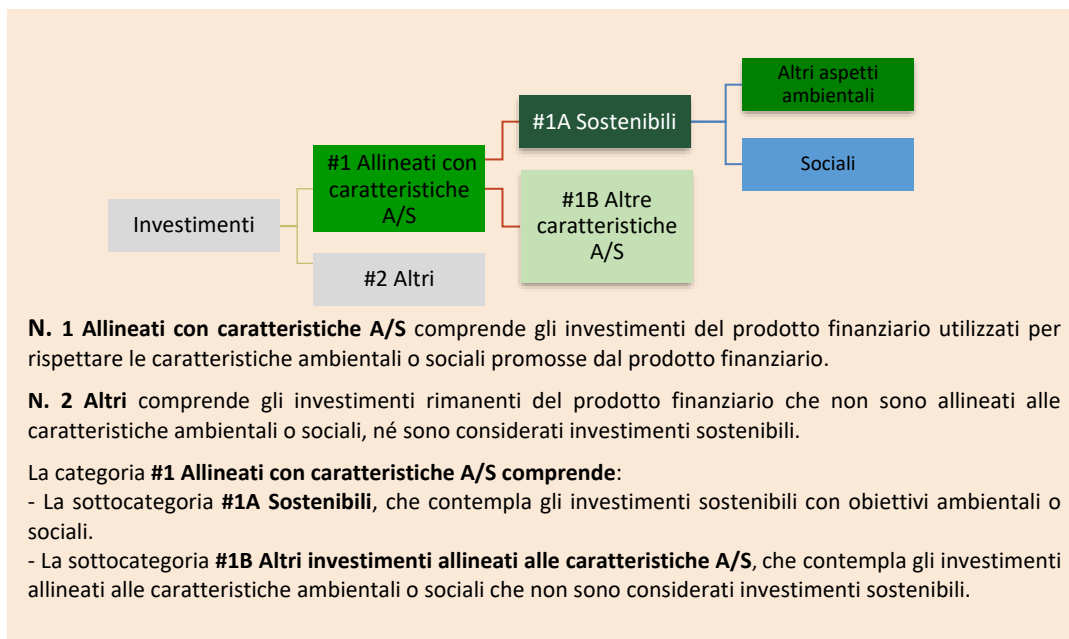 Altri aspetti
ambientali
#1A Sostenibili
#1 Allineati con
caratteristiche
A/S
Sociali
#1B Altre
caratteristiche
A/S
Investimenti
#2 Altri
N. 1 Allineati con caratteristiche A/S comprende gli investimenti del prodotto finanziario utilizzati per
rispettare le caratteristiche ambientali o sociali promosse dal prodotto finanziario.
N. 2 Altri comprende gli investimenti rimanenti del prodotto finanziario che non sono allineati alle
caratteristiche ambientali o sociali, né sono considerati investimenti sostenibili.
La categoria #1 Allineati con caratteristiche A/S comprende:
- La sottocategoria #1A Sostenibili, che contempla gli investimenti sostenibili con obiettivi ambientali o
sociali.
- La sottocategoria #1B Altri investimenti allineati alle caratteristiche A/S, che contempla gli investimenti
allineati alle caratteristiche ambientali o sociali che non sono considerati investimenti sostenibili.